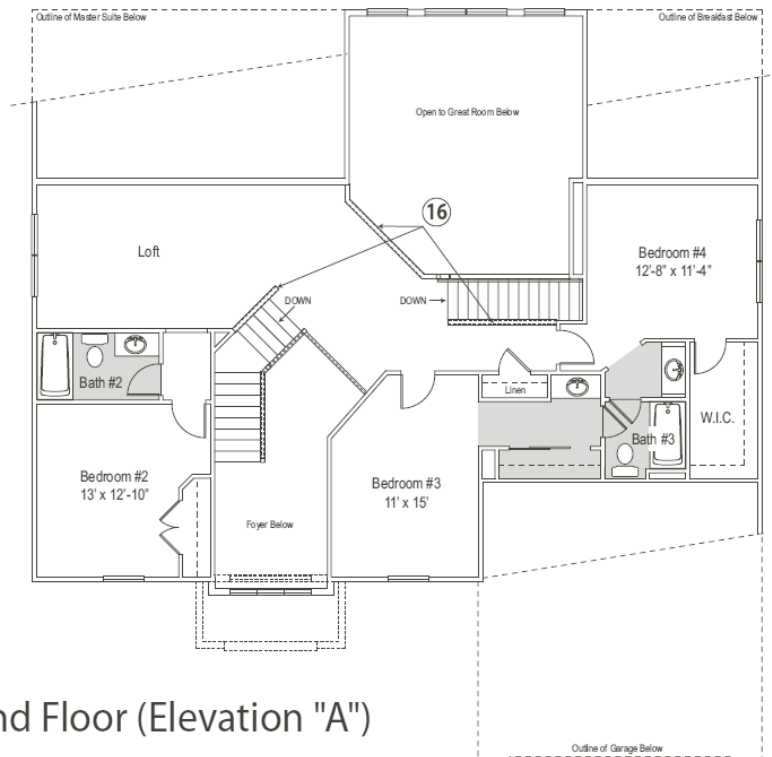 Outline of Master Suite Below
Outline of Breakfast Below
Open to Great Room Below
16
Loft
Bedroom #4
12'-8" x 11'-4"
DOWN
DOWN
Bath #2
Linen
W.I.C.
Bath #3
Bedroom #2
13' x 12'-10"
Bedroom #3
11' x 15'
Foyer Below
nd Floor (Elevation "A")
Outline of Garage Below